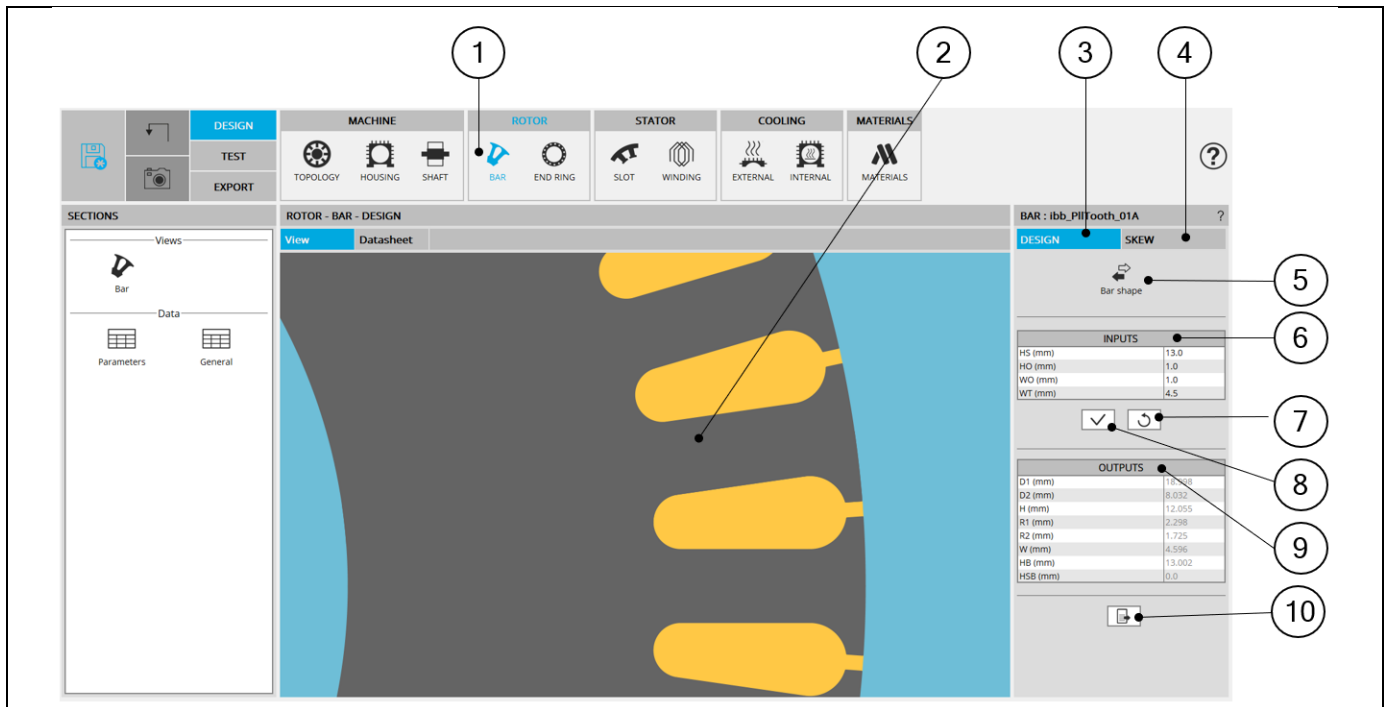 1 2 3 4
DESIGN
TEST
EXPORT
MACHINE ROTOR STATOR COOLING MATERIALS
TOPOLOGY HOUSING SHAFT BAR END RING SLOT WINDING EXTERNAL INTERNAL MATERIALS
?
SECTIONS
Views
Bar
Data
Parameters General
ROTOR - BAR - DESIGN
View Datasheet
BAR : ibb_PllTooth_01A ?
DESIGN SKEW
Bar shape
5
INPUTS
6
HS (mm) 13.0
HO (mm) 1.0
WO (mm) 1.0
WT (mm) 4.5
7
8
OUTPUTS
D1 (mm) 18.998
D2 (mm) 8.032
H (mm) 12.055
R1 (mm) 2.298
R2 (mm) 1.725
W (mm) 4.596
HB (mm) 13.002
HSB (mm) 0.0
9
10